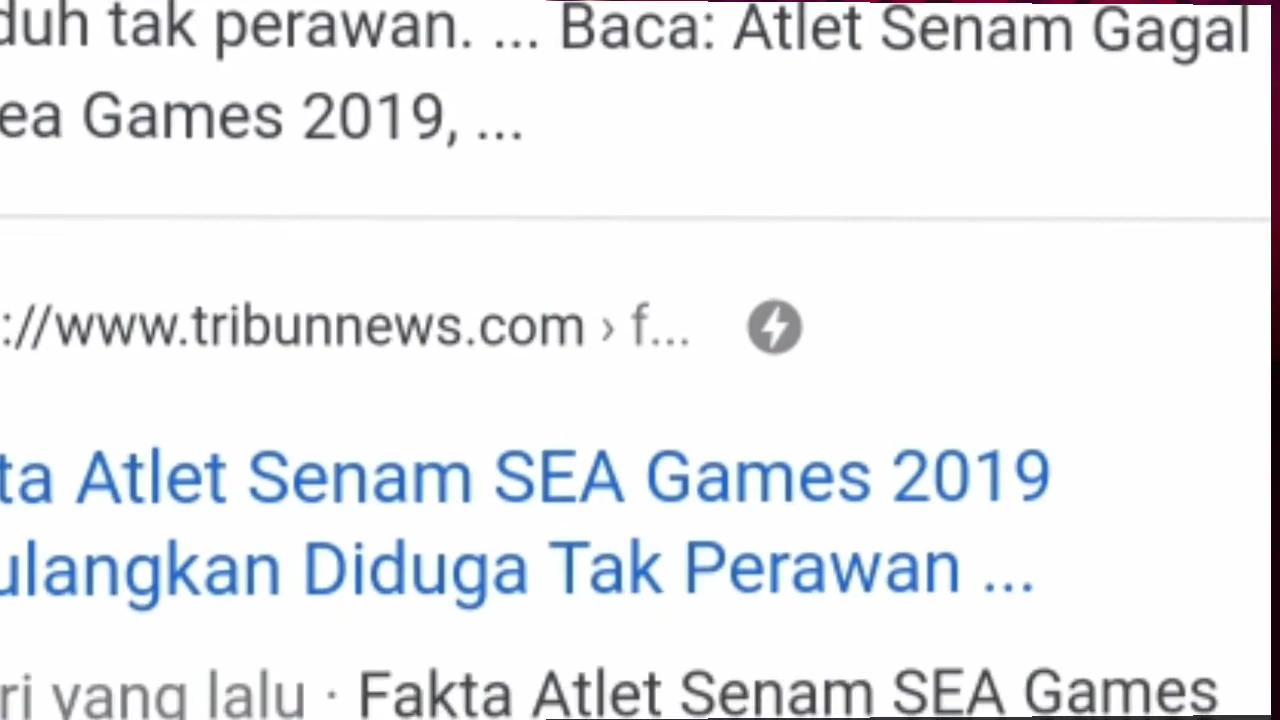 duh tak perawan. ... Baca: Atlet Senam Gagal
ea Games 2019, ...
://www.tribunnews.com › f...
ta Atlet Senam SEA Games 2019
ulangkan Diduga Tak Perawan ...
ri yang lalu · Fakta Atlet Senam SEA Games